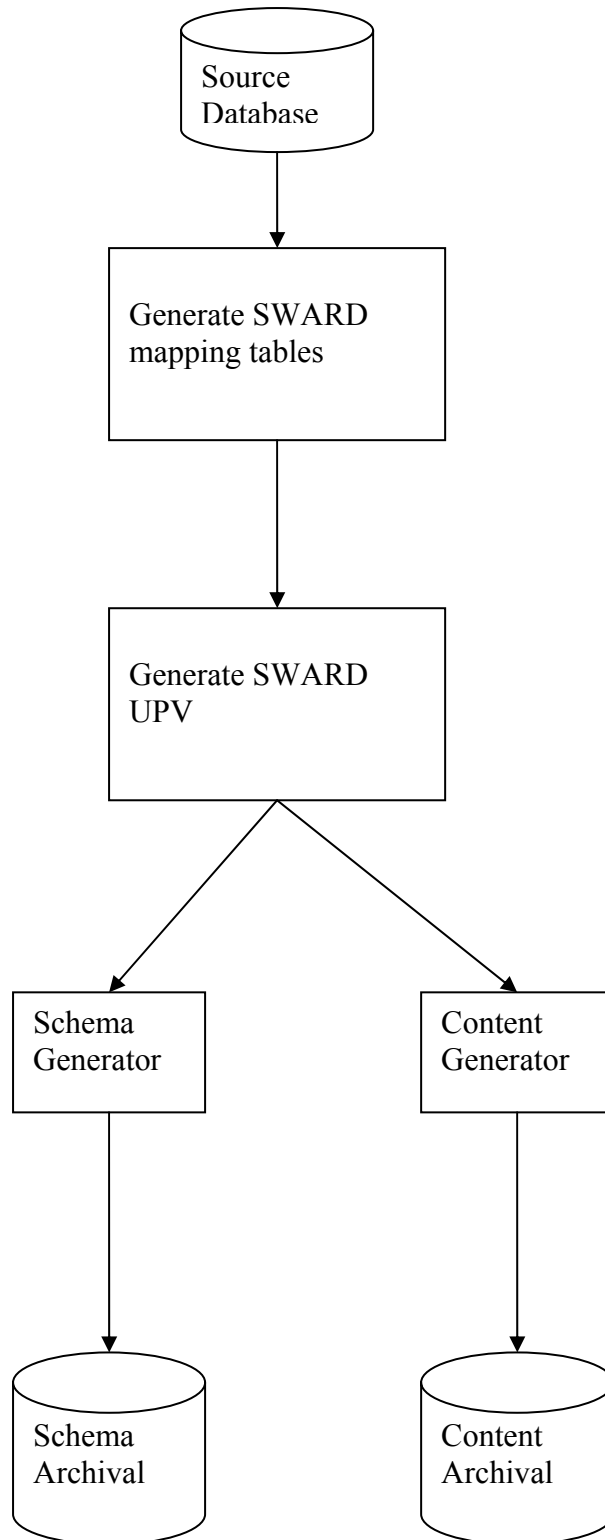 Source
Database
Generate SWARD
mapping tables
Generate SWARD
UPV
Schema
Generator
Content
Generator
Schema
Archival
Content
Archival